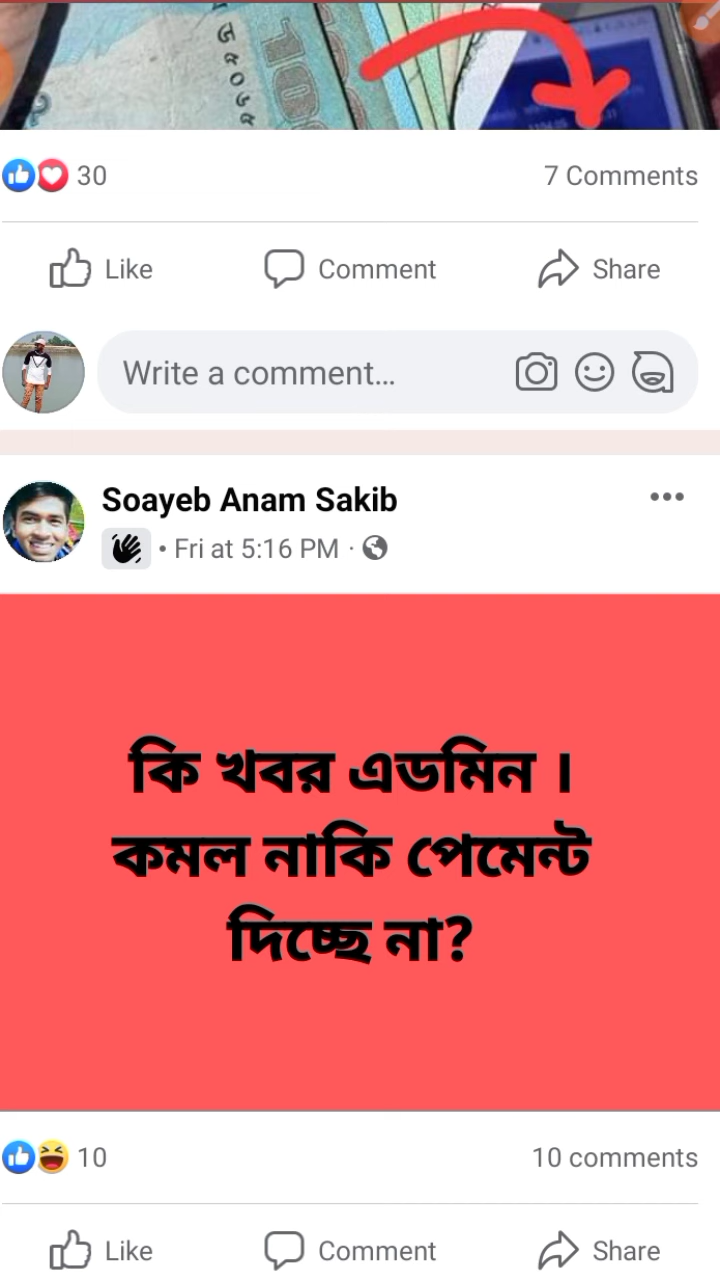 30
7 Comments
Like Comment Share
Write a comment...
Soayeb Anam Sakib
• Fri at 5:16 PM ·
কি খবর এডমিন ।
কমল নাকি পেমেন্ট
দিচ্ছে না?
10
10 comments
Like Comment Share